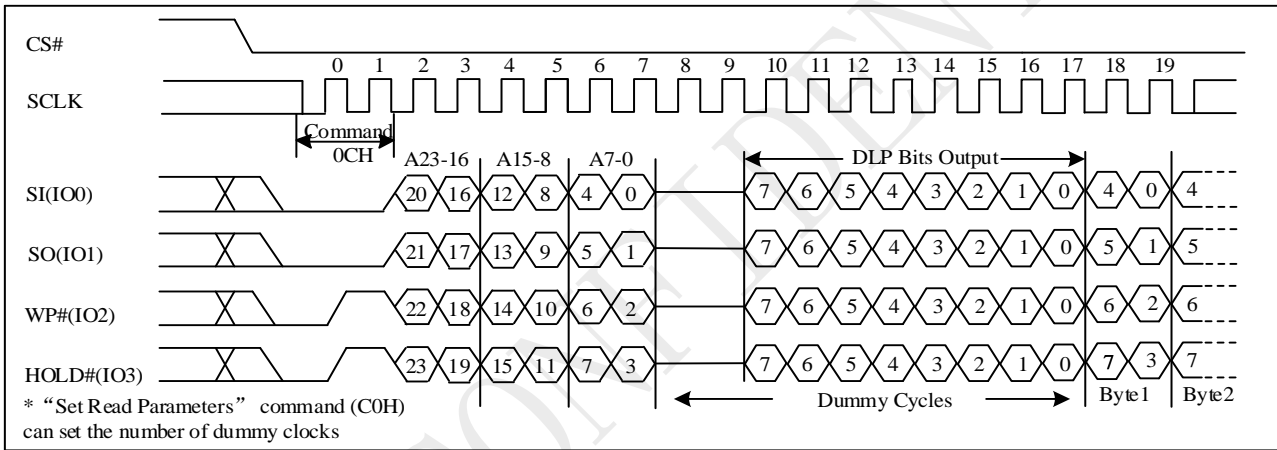 CS#
0 1 2 3 4 5 6 7 8 9 10 11 12 13 14 15 16 17 18 19
SCLK
Command
0CH
A23-16 A15-8 A7-0 DLP Bits Output
SI(IO0) 20 16 12 8 4 0 7 6 5 4 3 2 1 0 4 0 4
SO(IO1) 21 17 13 9 5 1 7 6 5 4 3 2 1 0 5 1 5
WP#(IO2) 22 18 14 10 6 2 7 6 5 4 3 2 1 0 6 2 6
HOLD#(IO3) 23 19 15 11 7 3 7 6 5 4 3 2 1 0 7 3 7
Dummy Cycles Byte1 Byte2
* “Set Read Parameters” command (C0H)
can set the number of dummy clocks